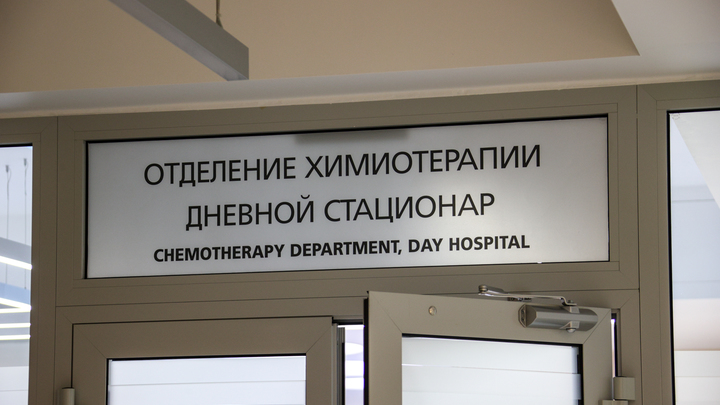 ОТДЕЛЕНИЕ ХИМИОТЕРАПИИ
ДНЕВНОЙ СТАЦИОНАР
CHEMOTHERAPY DEPARTMENT, DAY HOSPITAL